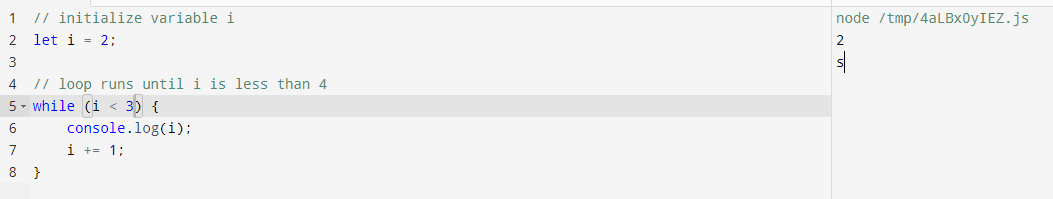 1 // initialize variable i
2 let i = 2;
3
4 // loop runs until i is less than 4
5 while (i < 3) {
6     console.log(i);
7     i += 1;
8 }
node /tmp/4aLBxOyIEZ.js
2
s